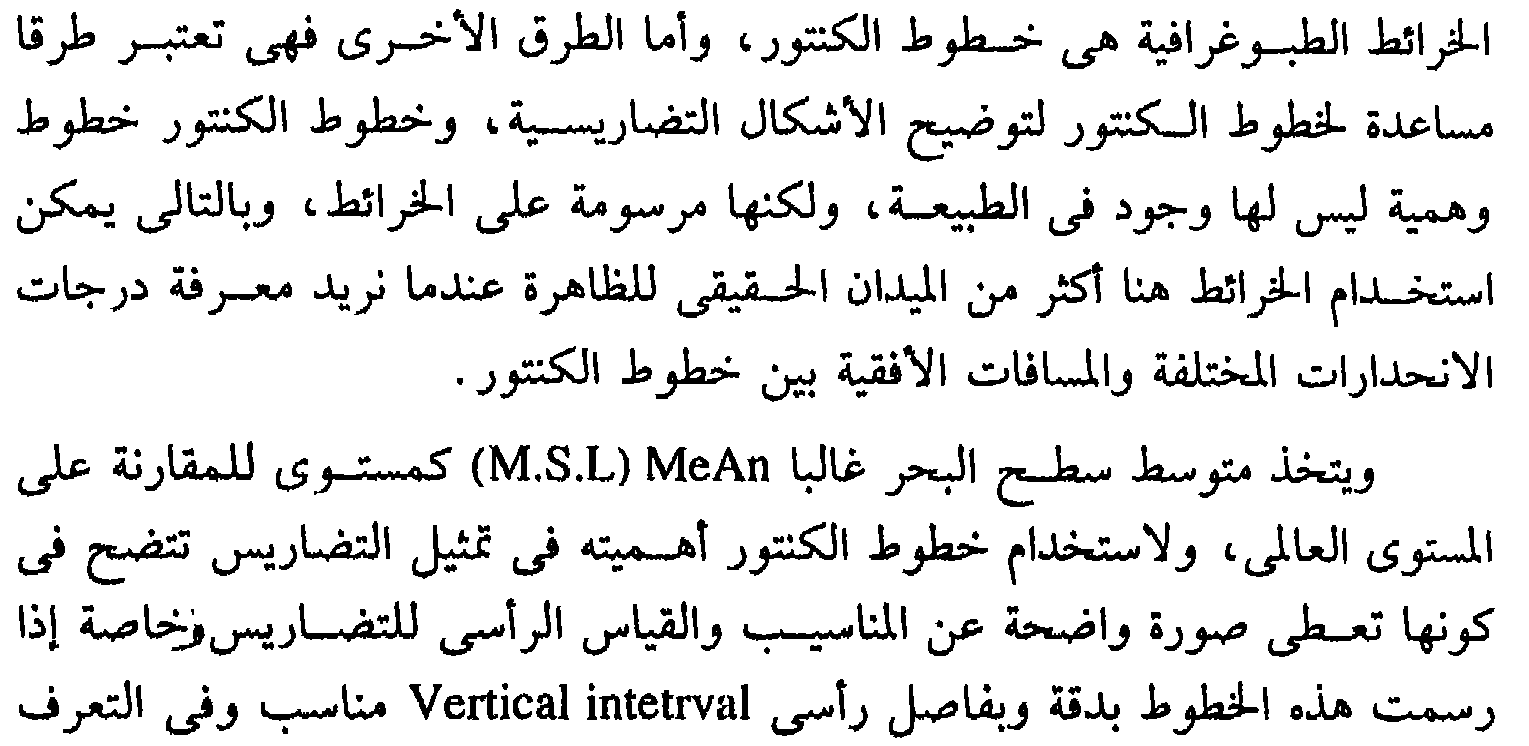 الخرائط الطبوغرافية هى خطوط الكنتور، وأما الطرق الأخرى فهى تعتبر طرقا
مساعدة لخطوط الكنتور لتوضيح الأشكال التضاريسية، وخطوط الكنتور خطوط
وهمية ليس لها وجود فى الطبيعة، ولكنها مرسومة على الخرائط، وبالتالى يمكن
استخدام الخرائط هنا أكثر من الميدان الحقيقى للظاهرة عندما نريد معرفة درجات
الانحدارات المختلفة والمسافات الأفقية بين خطوط الكنتور.
ويتخذ متوسط سطح البحر غالبا MeAn (M.S.L) كمستوى للمقارنة على
المستوى العالمى، ولاستخدام خطوط الكنتور أهميته فى تمثيل التضاريس تتضح فى
كونها تعطى صورة واضحة عن المناسيب والقياس الرأسى للتضاريس وخاصة إذا
رسمت هذه الخطوط بدقة وبفاصل رأسى Vertical intetrval مناسب وفى التعرف